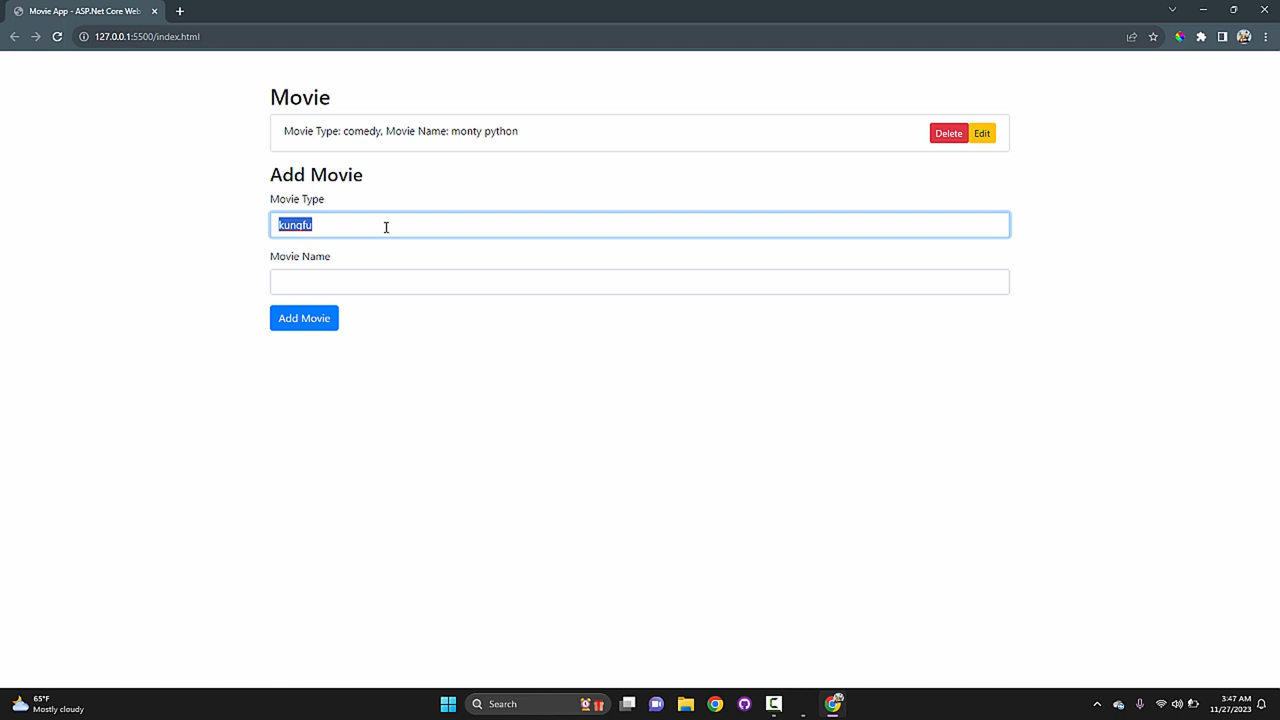 Movie App - ASP.Net Core Web
127.0.0.1:5500/index.html
Movie
Movie Type: comedy, Movie Name: monty python
Delete
Edit
Add Movie
Movie Type
kungfu
Movie Name
Add Movie
65°F
Mostly cloudy
Search
3:47 AM
11/27/2023